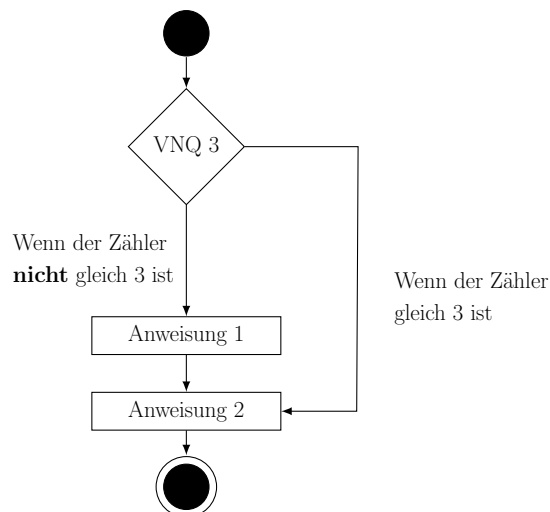 VNQ 3
Wenn der Zähler
nicht gleich 3 ist
Wenn der Zähler
gleich 3 ist
Anweisung 1
Anweisung 2